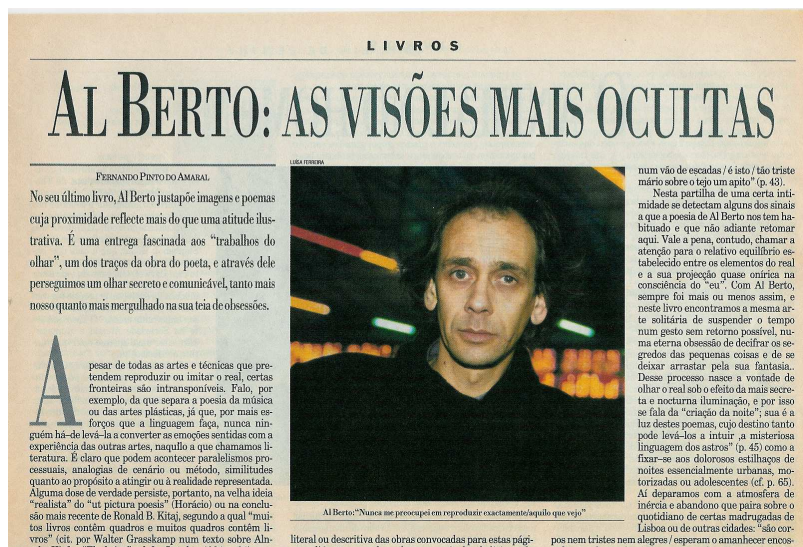 LIVROS
AL BERTO: AS VISÕES MAIS OCULTAS
FERNANDO PINTO DO AMARAL
No seu último livro, Al Berto justapõe imagens e poemas
cuja proximidade reflecte mais do que uma atitude ilus-
trativa. É uma entrega fascinada aos “trabalhos do
olhar”, um dos traços da obra do poeta, e através dele
perseguimos um olhar secreto e comunicável, tanto mais
nosso quanto mais mergulhado na sua teia de obsessões.
Apesar de todas as artes e técnicas que pre-
tendem reproduzir ou imitar o real, certas
fronteiras são intransponíveis. Falo, por
exemplo, da que separa a poesia da música
ou das artes plásticas, já que, por mais es-
forços que a linguagem faça, nunca nin-
guém há-de levá-la a converter as emoções sentidas com a
experiência das outras artes, naquilo a que chamamos li-
teratura. É claro que podem acontecer paralelismos pro-
cessuais, analogias de cenário ou método, similitudes
quanto ao propósito a atingir ou à realidade representada.
Alguma dose de verdade persiste, portanto, na velha ideia
“realista” do “ut pictura poesis” (Horácio) ou na conclu-
são mais recente de Ronald B. Kitaj, segundo a qual “mui-
tos livros contêm quadros e muitos quadros contêm li-
vros” (cit. por Walter Grasskamp num texto sobre Aln-
LUÍSA FERREIRA
Al Berto: “Nunca me preocupei em reproduzir exactamente/aquilo que vejo”
literal ou descritiva das obras convocadas para estas pági-
num vão de escadas / é isto / tão triste
mário sobre o tejo um apito” (p. 43).
Nesta partilha de uma certa inti-
midade se detectam alguns dos sinais
a que a poesia de Al Berto nos tem ha-
bituado e que não adiante retomar
aqui. Vale a pena, contudo, chamar a
atenção para o relativo equilíbrio es-
tabelecido entre os elementos do real
e a sua projecção quase onírica na
consciência do “eu”. Com Al Berto,
sempre foi mais ou menos assim, e
neste livro encontramos a mesma ar-
te solitária de suspender o tempo
num gesto sem retorno possível, nu-
ma eterna obsessão de decifrar os se-
gredos das pequenas coisas e de se
deixar arrastar pela sua fantasia..
Desse processo nasce a vontade de
olhar o real sob o efeito da mais secre-
ta e nocturna iluminação, e por isso
se fala da “criação da noite”; sua é a
luz destes poemas, cujo destino tanto
pode levá-los a intuir ,a misteriosa
linguagem dos astros” (p. 45) como a
fixar-se aos dolorosos estilhaços de
noites essencialmente urbanas, mo-
torizadas ou adolescentes (cf. p. 65).
Aí deparamos com a atmosfera de
inércia e abandono que paira sobre o
quotidiano de certas madrugadas de
Lisboa ou de outras cidades: “são cor-
pos nem tristes nem alegres / esperam o amanhecer encos-